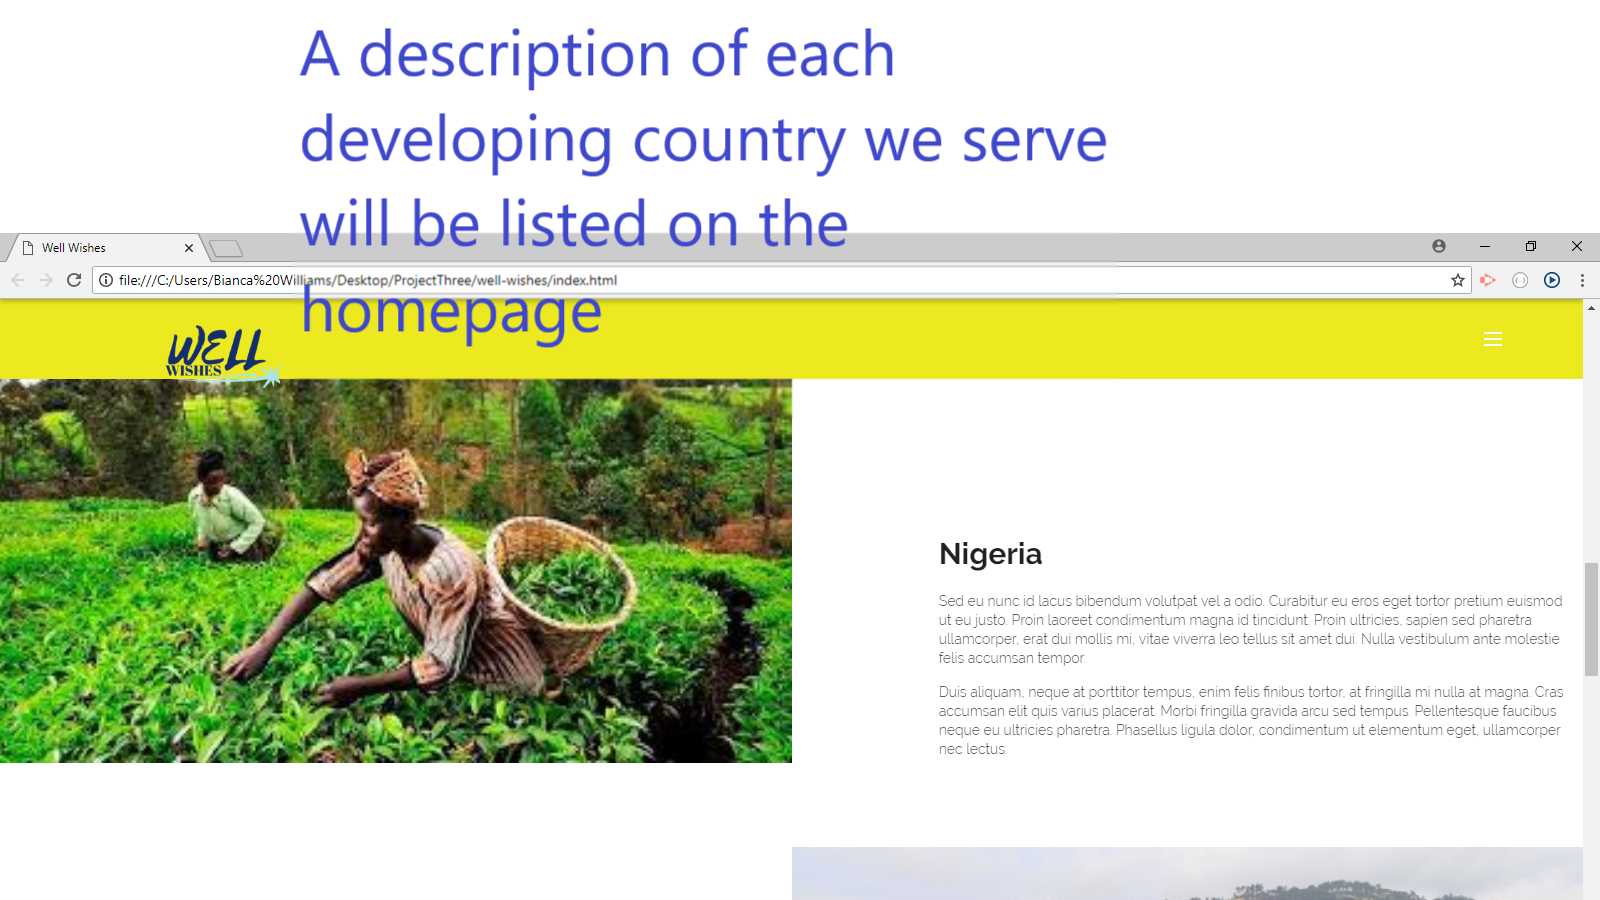 A description of each
developing country we serve
will be listed on the
homepage
Well Wishes
file:///C:/Users/Bianca%20Williams/Desktop/ProjectThree/well-wishes/index.html
WELL
WISHES
Nigeria
Sed eu nunc id lacus bibendum volutpat vel a odio. Curabitur eu eros eget tortor pretium euismod
ut eu justo. Proin laoreet condimentum magna id tincidunt. Proin ultricies, sapien sed pharetra
ullamcorper, erat dui mollis mi, vitae viverra leo tellus sit amet dui. Nulla vestibulum ante molestie
felis accumsan tempor.
Duis aliquam, neque at porttitor tempus, enim felis finibus tortor, at fringilla mi nulla at magna. Cras
accumsan elit quis varius placerat. Morbi fringilla gravida arcu sed tempus. Pellentesque faucibus
neque eu ultricies pharetra. Phasellus ligula dolor, condimentum ut elementum eget, ullamcorper
nec lectus.